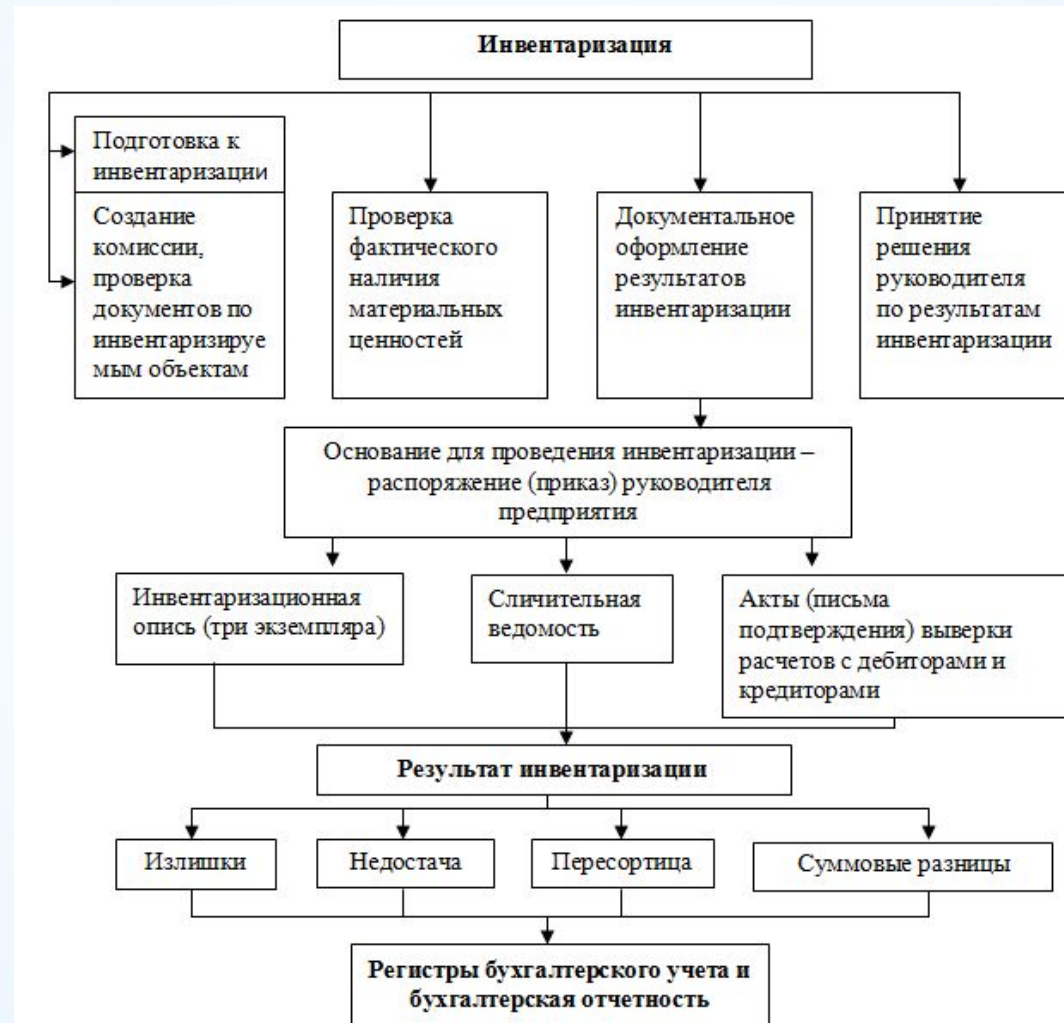 Инвентаризация
Подготовка к
инвентаризации
Создание
комиссии,
проверка
документов по
инвентаризируе
мым объектам
Проверка
фактического
наличия
материальных
ценностей
Документальное
оформление
результатов
инвентаризации
Принятие
решения
руководителя
по результатам
инвентаризации
Основание для проведения инвентаризации –
распоряжение (приказ) руководителя
предприятия
Инвентаризационная
опись (три экземпляра)
Сличительная
ведомость
Акты (письма
подтверждения) выверки
расчетов с дебиторами и
кредиторами
Результат инвентаризации
Излишки
Недостача
Пересортица
Суммовые разницы
Регистры бухгалтерского учета и
бухгалтерская отчетность